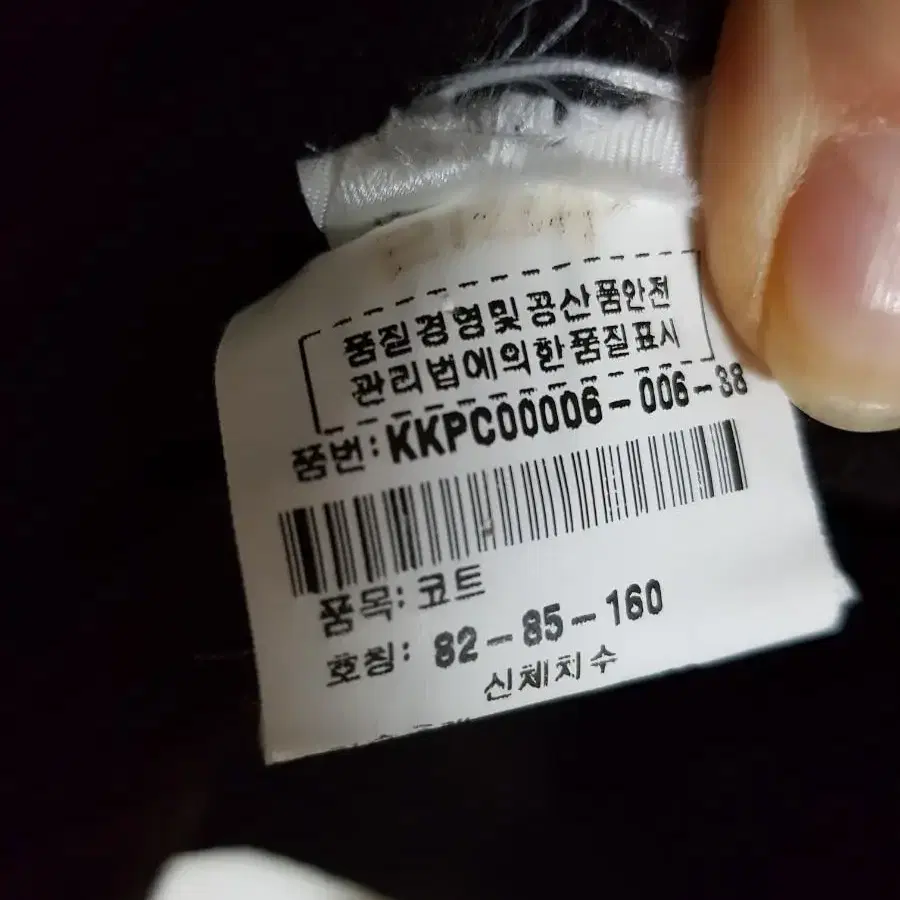 품질경영및공산품안전
관리법에의한품질표시
품번: KKPC00006-006-38
품목: 코트
호칭: 82-85-160
신체치수